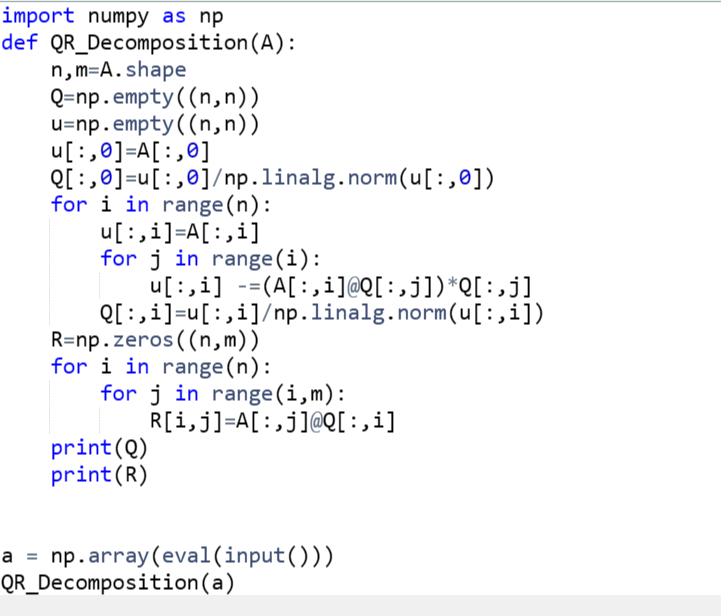 import numpy as np
def QR_Decomposition(A):
    n,m=A.shape
    Q=np.empty((n,n))
    u=np.empty((n,n))
    u[:,0]=A[:,0]
    Q[:,0]=u[:,0]/np.linalg.norm(u[:,0])
    for i in range(n):
        u[:,i]=A[:,i]
        for j in range(i):
            u[:,i] -=(A[:,i]@Q[:,j])*Q[:,j]
        Q[:,i]=u[:,i]/np.linalg.norm(u[:,i])
    R=np.zeros((n,m))
    for i in range(n):
        for j in range(i,m):
            R[i,j]=A[:,j]@Q[:,i]
    print(Q)
    print(R)
a = np.array(eval(input()))
QR_Decomposition(a)